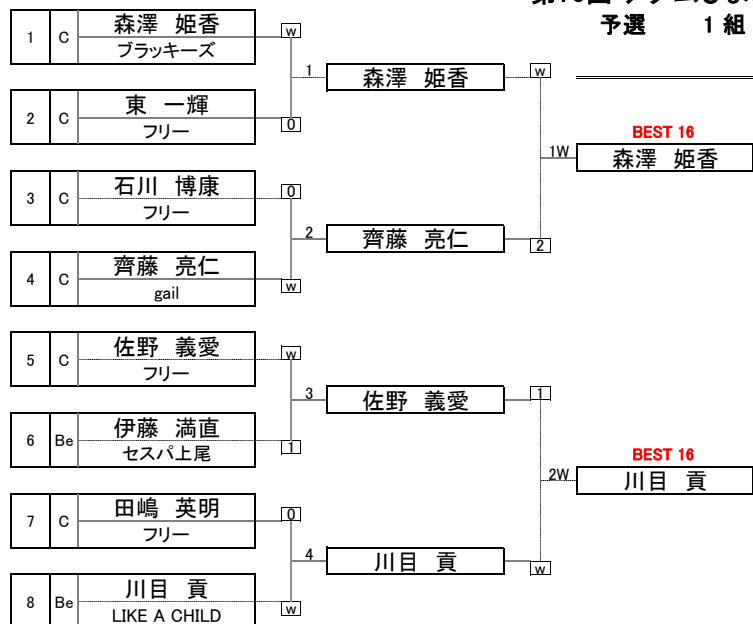 予選 1 組
1 C 森澤 姫香 w
ブラッキーズ
1 森澤 姫香 w
2 C 東 一輝
フリー 0
BEST 16
1W 森澤 姫香
3 C 石川 博康 0
フリー
2 齊藤 亮仁 2
4 C 齊藤 亮仁
gail w
5 C 佐野 義愛 w
フリー
3 佐野 義愛 1
6 Be 伊藤 満直
セスパ上尾 1
BEST 16
2W 川目 貢
7 C 田嶋 英明 0
フリー
4 川目 貢 w
8 Be 川目 貢
LIKE A CHILD w